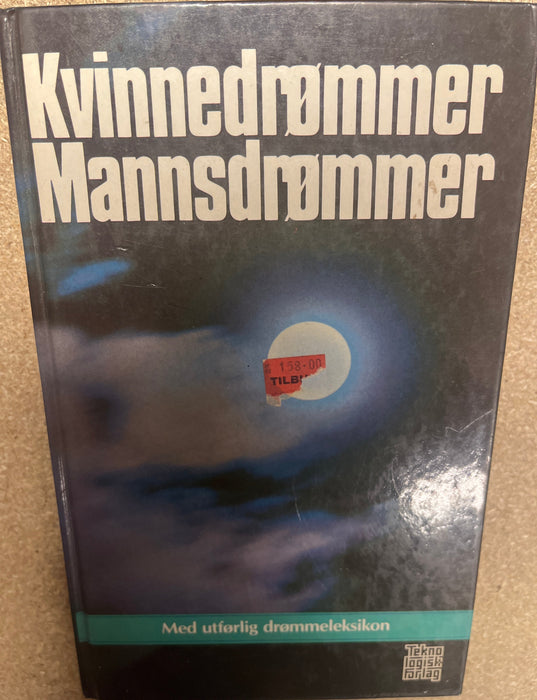 Kvinnedrømmer
Mannsdrømmer
158-00
Med utførlig drømmeleksikon
Tekno
logisk
forlag